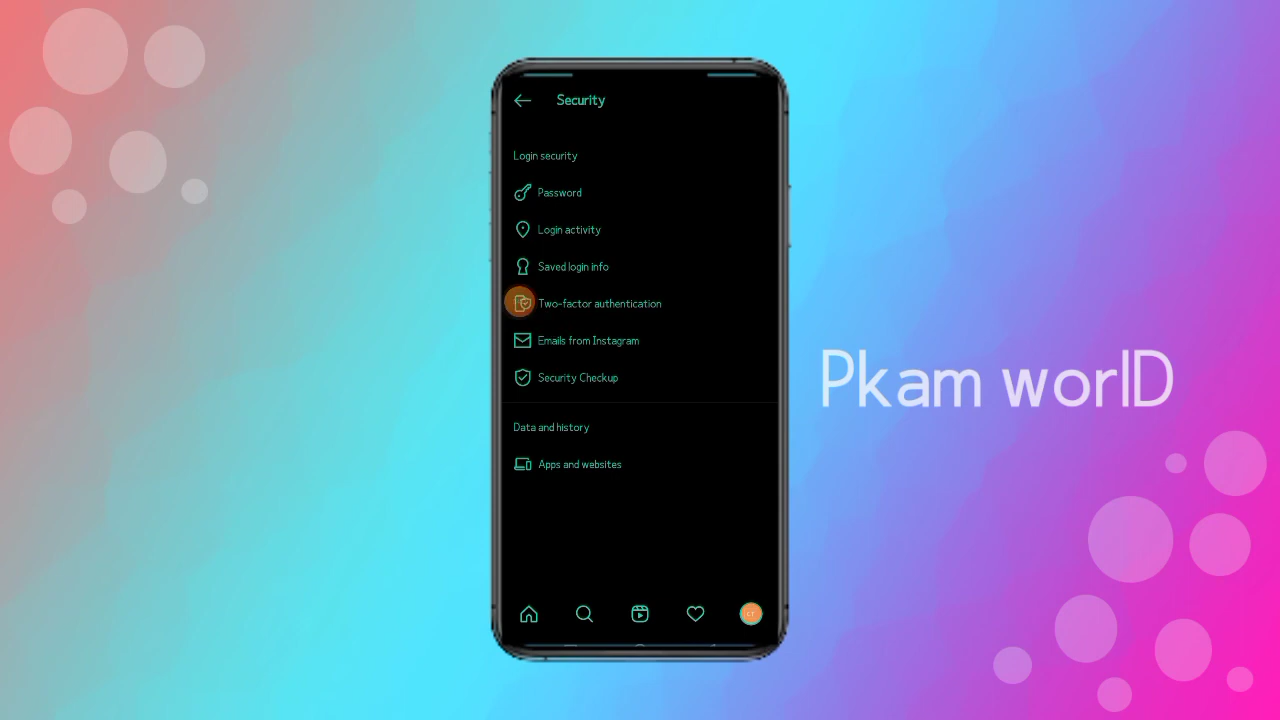 Security
Login security
Password
Login activity
Saved login info
Two-factor authentication
Emails from Instagram
Security Checkup
Data and history
Apps and websites
Pkam worlD